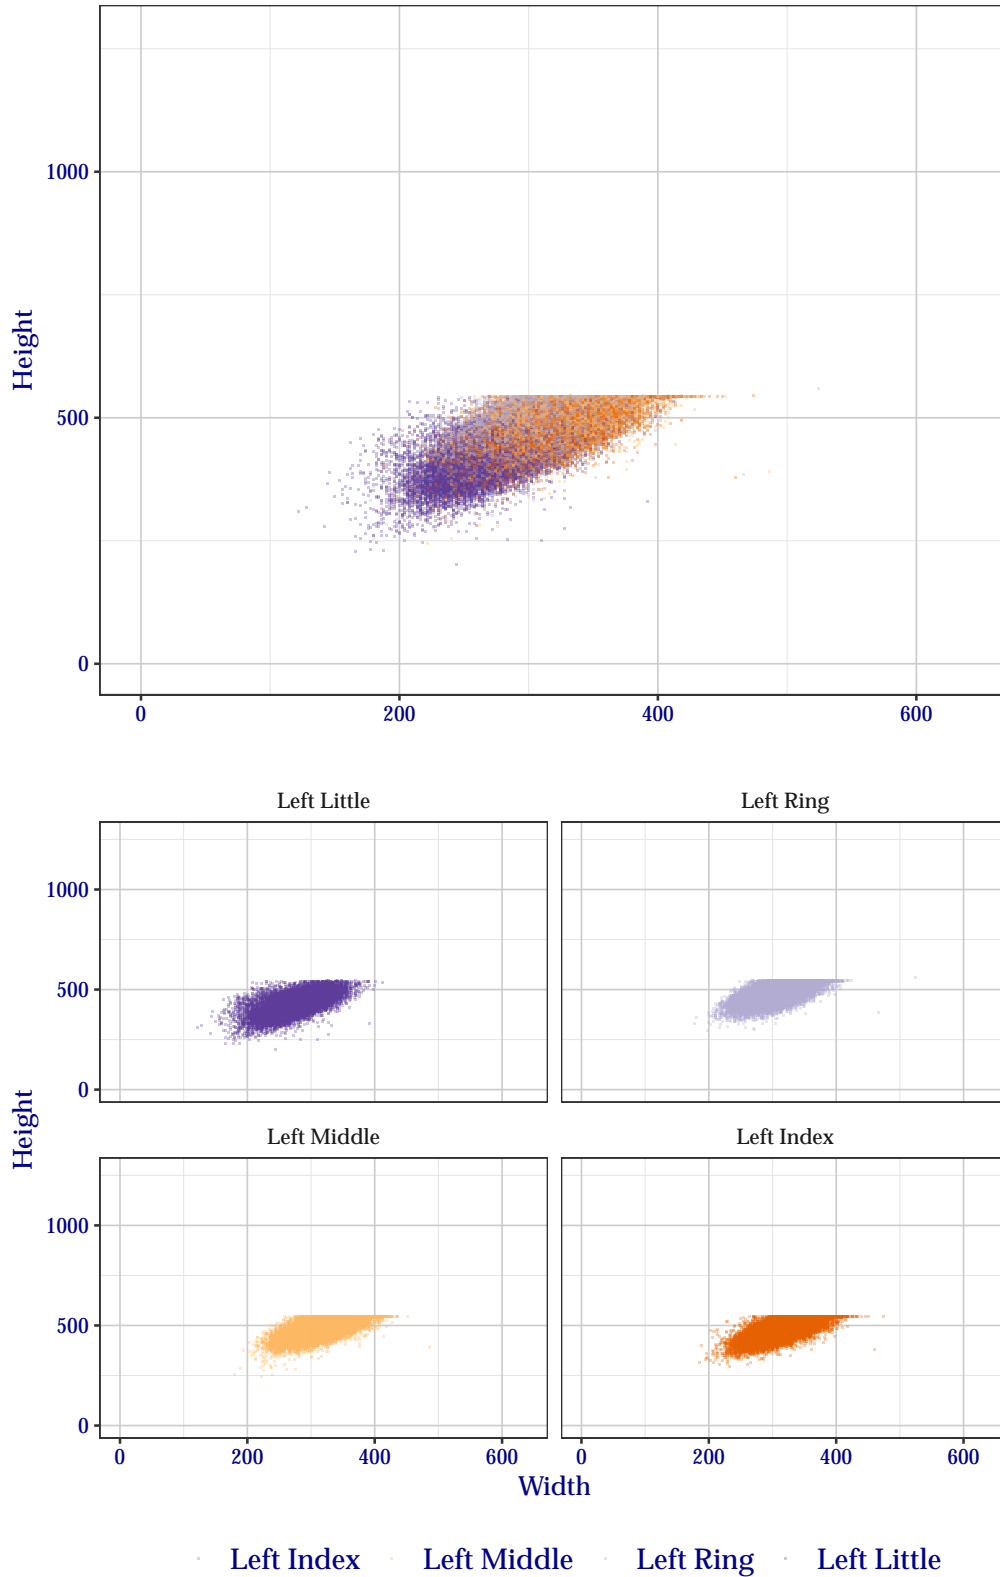 1000
500
0
Height
0 200 400 600
Left Little Left Ring
1000
500
0
Height
Left Middle Left Index
1000
500
0
0 200 400 600 0 200 400 600
Width
Left Index Left Middle Left Ring Left Little